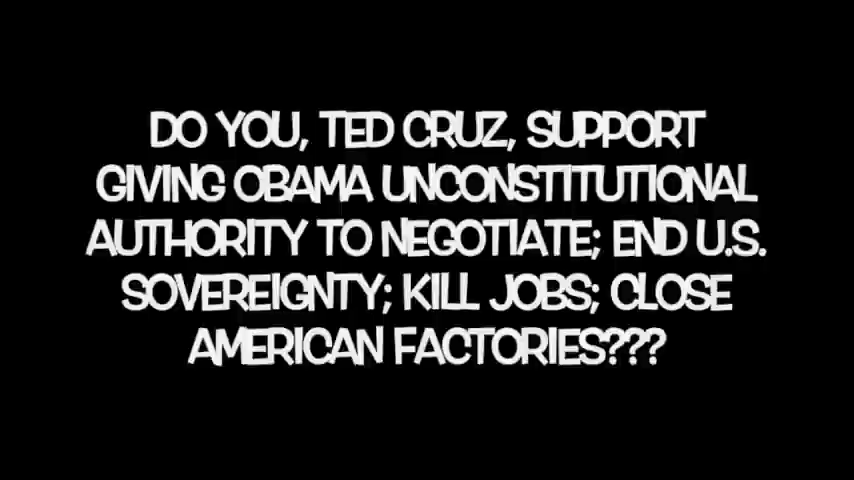 DO YOU, TED CRUZ, SUPPORT
GIVING OBAMA UNCONSTITUTIONAL
AUTHORITY TO NEGOTIATE; END U.S.
SOVEREIGNTY; KILL JOBS; CLOSE
AMERICAN FACTORIES???